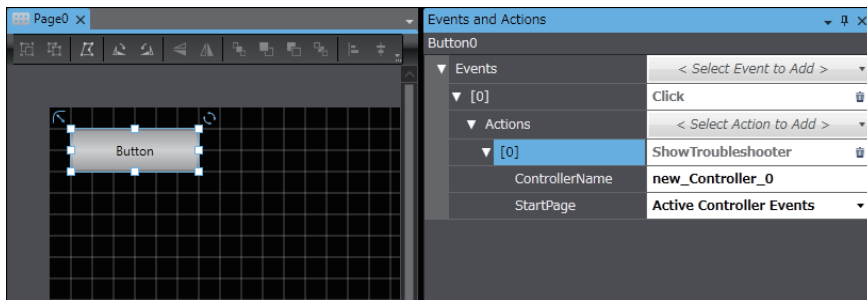 Page0
Button
Events and Actions
Button0
Events
< Select Event to Add >
[0]
Click
Actions
< Select Action to Add >
[0]
ShowTroubleshooter
ControllerName
new_Controller_0
StartPage
Active Controller Events